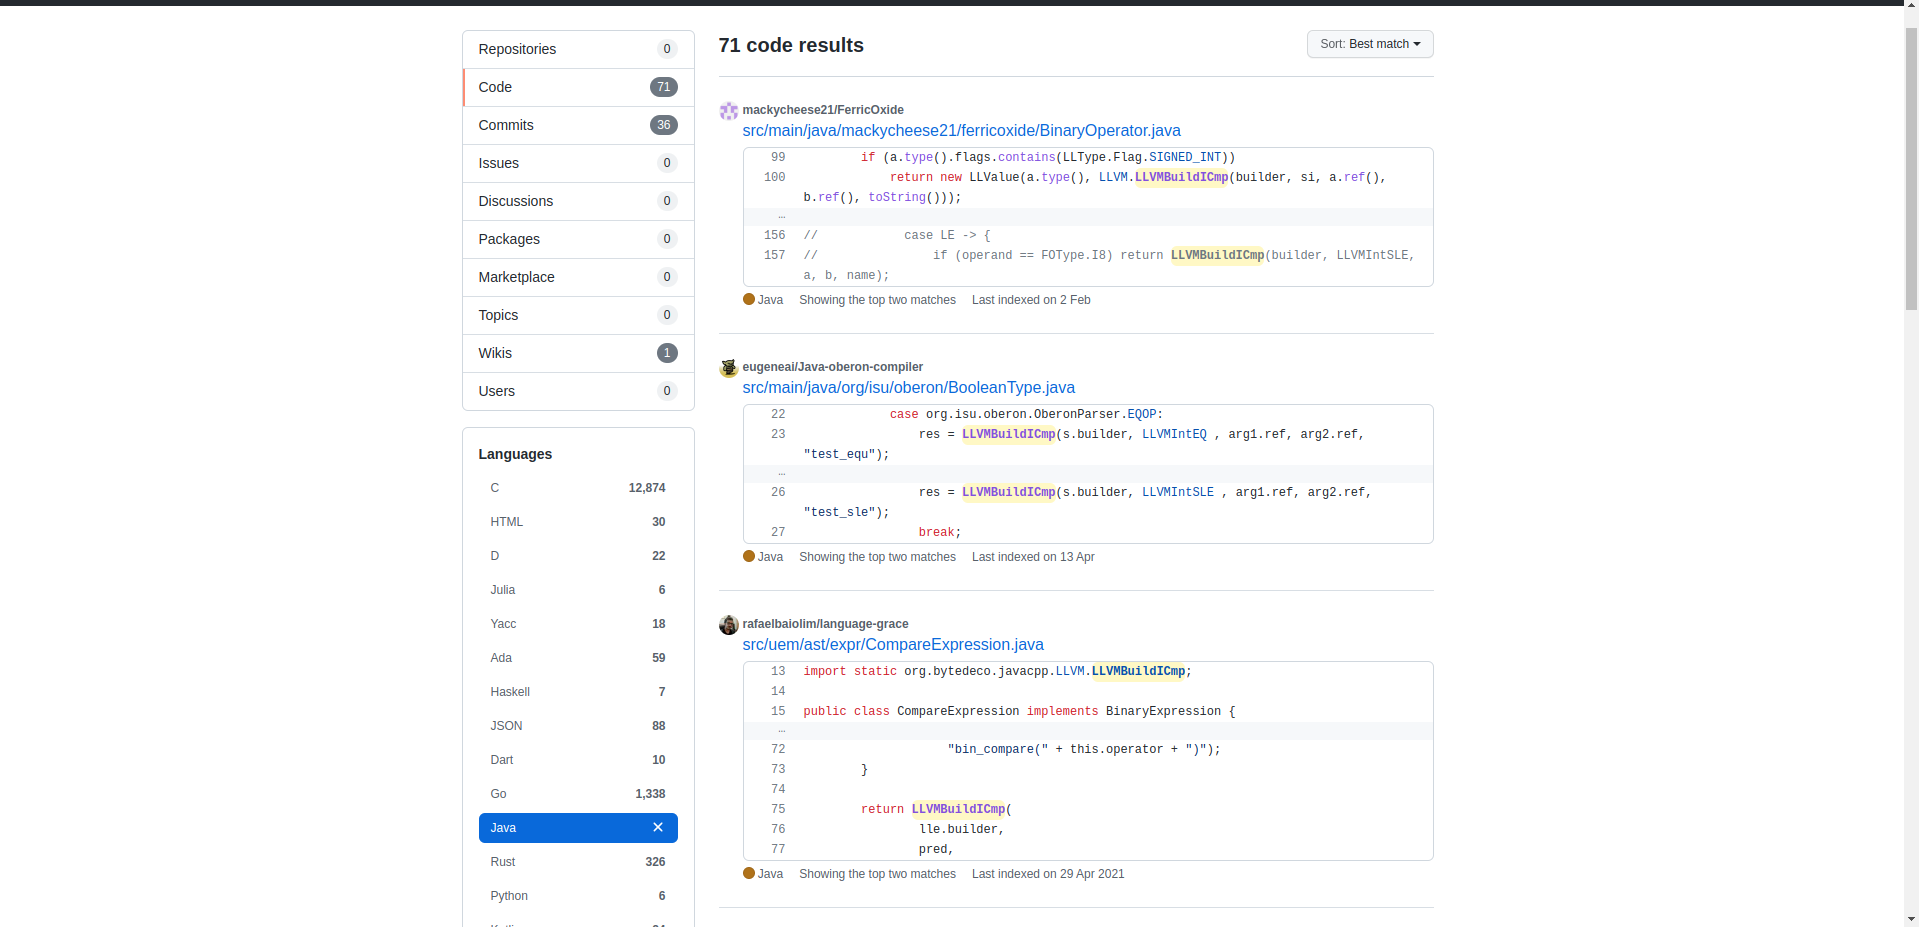 Repositories 0
Code 71
Commits 36
Issues 0
Discussions 0
Packages 0
Marketplace 0
Topics 0
Wikis 1
Users 0
Languages
C 12,874
HTML 30
D 22
Julia 6
Yacc 18
Ada 59
Haskell 7
JSON 88
Dart 10
Go 1,338
Java
Rust 326
Python 6
71 code results
Sort: Best match
mackycheese21/FerricOxide
src/main/java/mackycheese21/ferricoxide/BinaryOperator.java
99 if (a.type().flags.contains(LLType.Flag.SIGNED_INT))
100 return new LLValue(a.type(), LLVM.LLVMBuildICmp(builder, si, a.ref(),
b.ref(), toString()));
…
156 // case LE -> {
157 // if (operand == FOType.I8) return LLVMBuildICmp(builder, LLVMIntSLE,
a, b, name);
Java Showing the top two matches Last indexed on 2 Feb
eugeneai/Java-oberon-compiler
src/main/java/org/isu/oberon/BooleanType.java
22 case org.isu.oberon.OberonParser.EQOP:
23 res = LLVMBuildICmp(s.builder, LLVMIntEQ , arg1.ref, arg2.ref,
"test_equ");
…
26 res = LLVMBuildICmp(s.builder, LLVMIntSLE , arg1.ref, arg2.ref,
"test_sle");
27 break;
Java Showing the top two matches Last indexed on 13 Apr
rafaelbaiolim/language-grace
src/uem/ast/expr/CompareExpression.java
13 import static org.bytedeco.javacpp.LLVM.LLVMBuildICmp;
14
15 public class CompareExpression implements BinaryExpression {
…
72 "bin_compare(" + this.operator + ")");
73 }
74
75 return LLVMBuildICmp(
76 lle.builder,
77 pred,
Java Showing the top two matches Last indexed on 29 Apr 2021